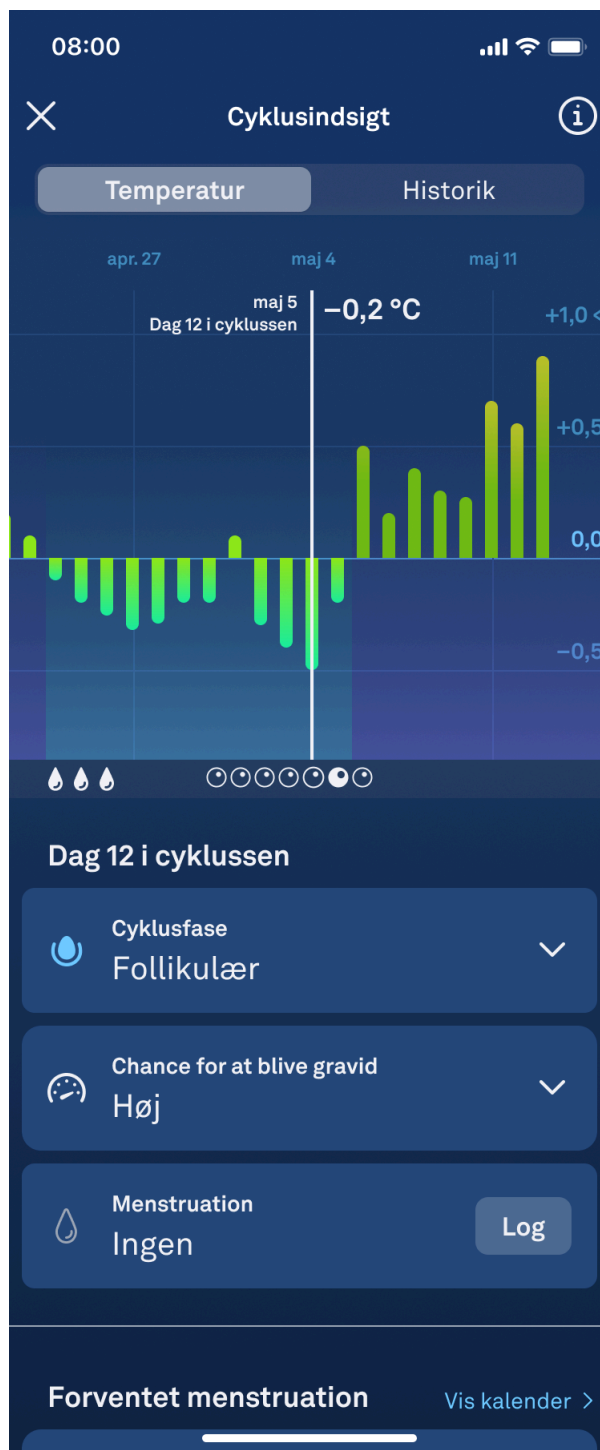 08:00
Cyklusindsigt
Temperatur
Historik
apr. 27
maj 4
maj 11
maj 5
Dag 12 i cyklussen
−0,2 °C
+1,0
+0,5
0,0
−0,5
Dag 12 i cyklussen
Cyklusfase
Follikulær
Chance for at blive gravid
Høj
Menstruation
Ingen
Log
Forventet menstruation
Vis kalender >